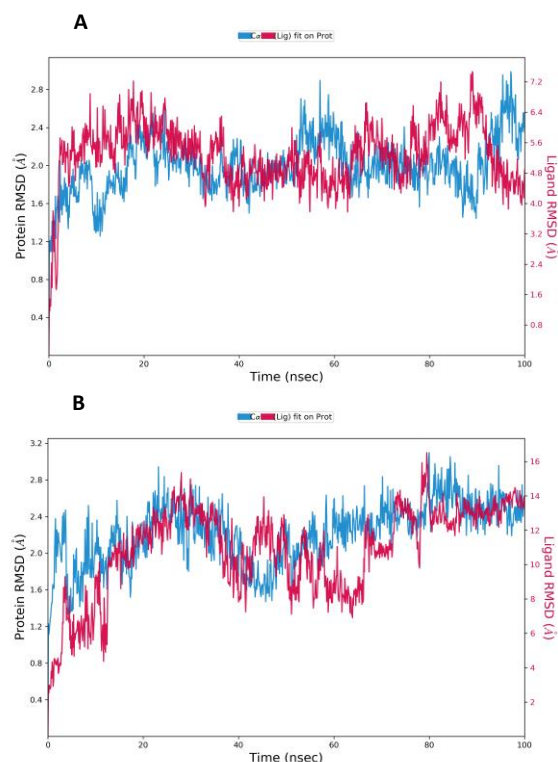 A
Cα (Lig) fit on Prot
Protein RMSD (Å)
2.8
2.4
2.0
1.6
1.2
0.8
0.4
Ligand RMSD (Å)
7.2
6.4
5.6
4.8
4.0
3.2
2.4
1.6
0.8
0 20 40 60 80 100
Time (nsec)
B
Cα (Lig) fit on Prot
Protein RMSD (Å)
3.2
2.8
2.4
2.0
1.6
1.2
0.8
0.4
Ligand RMSD (Å)
16
14
12
10
8
6
4
2
0 20 40 60 80 100
Time (nsec)